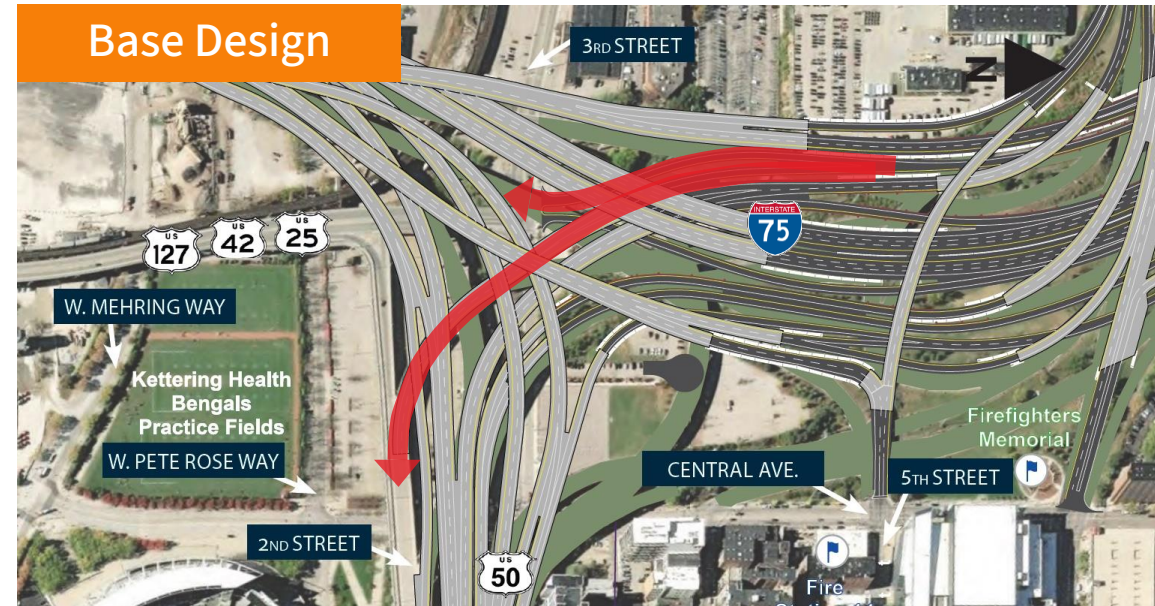 Base Design
3RD STREET
N
INTERSTATE
75
US
127
US
42
US
25
W. MEHRING WAY
Kettering Health
Bengals
Practice Fields
W. PETE ROSE WAY
2ND STREET
US
50
CENTRAL AVE.
5TH STREET
Firefighters
Memorial
Fire